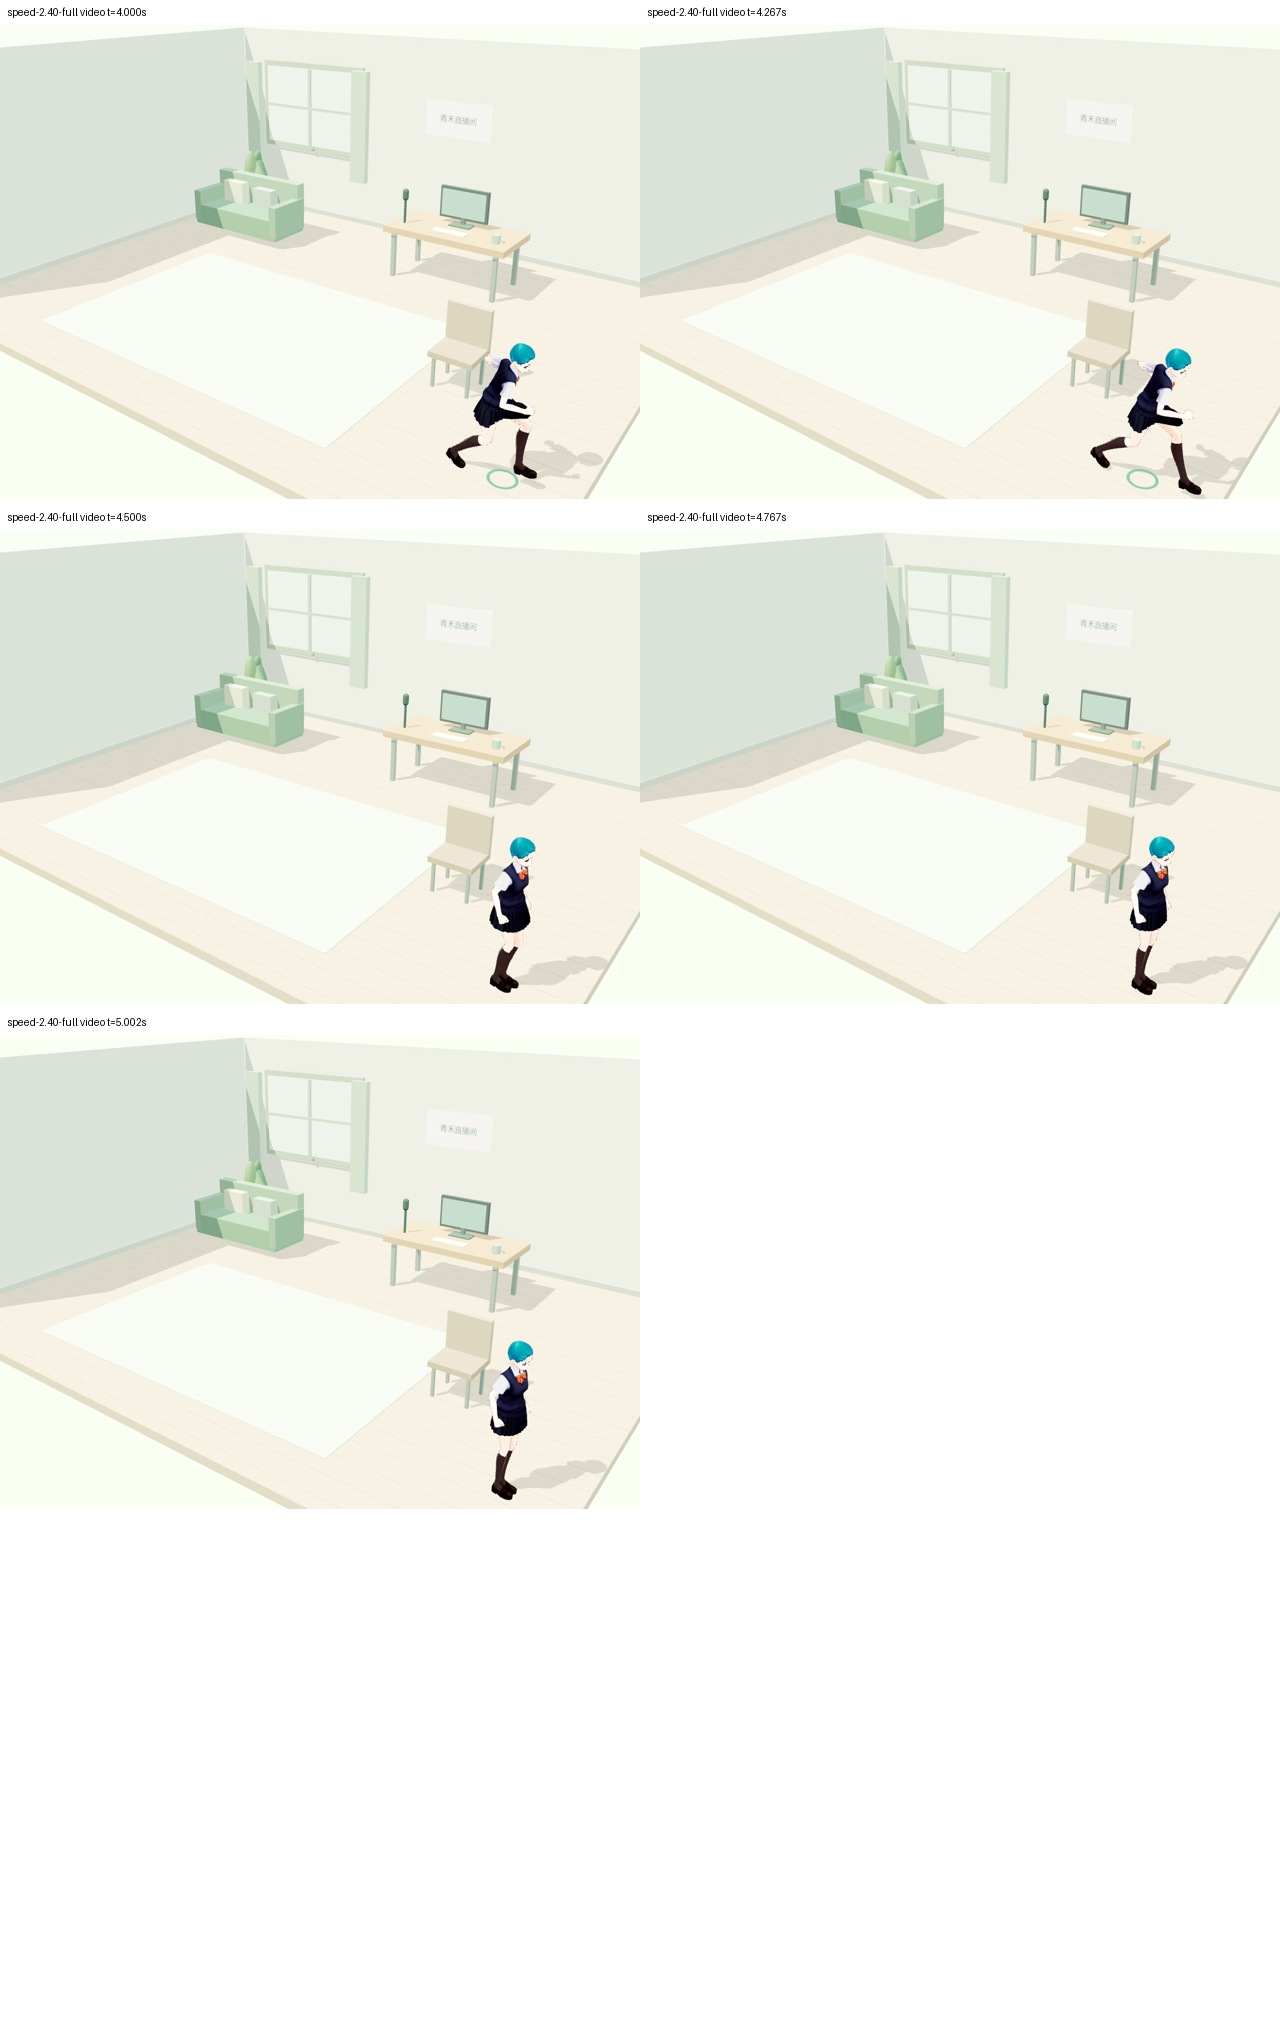 speed-2.40-full video t=4.000s
speed-2.40-full video t=4.267s
青木直播间
青木直播间
speed-2.40-full video t=4.500s
speed-2.40-full video t=4.767s
青木直播间
青木直播间
speed-2.40-full video t=5.002s
青木直播间